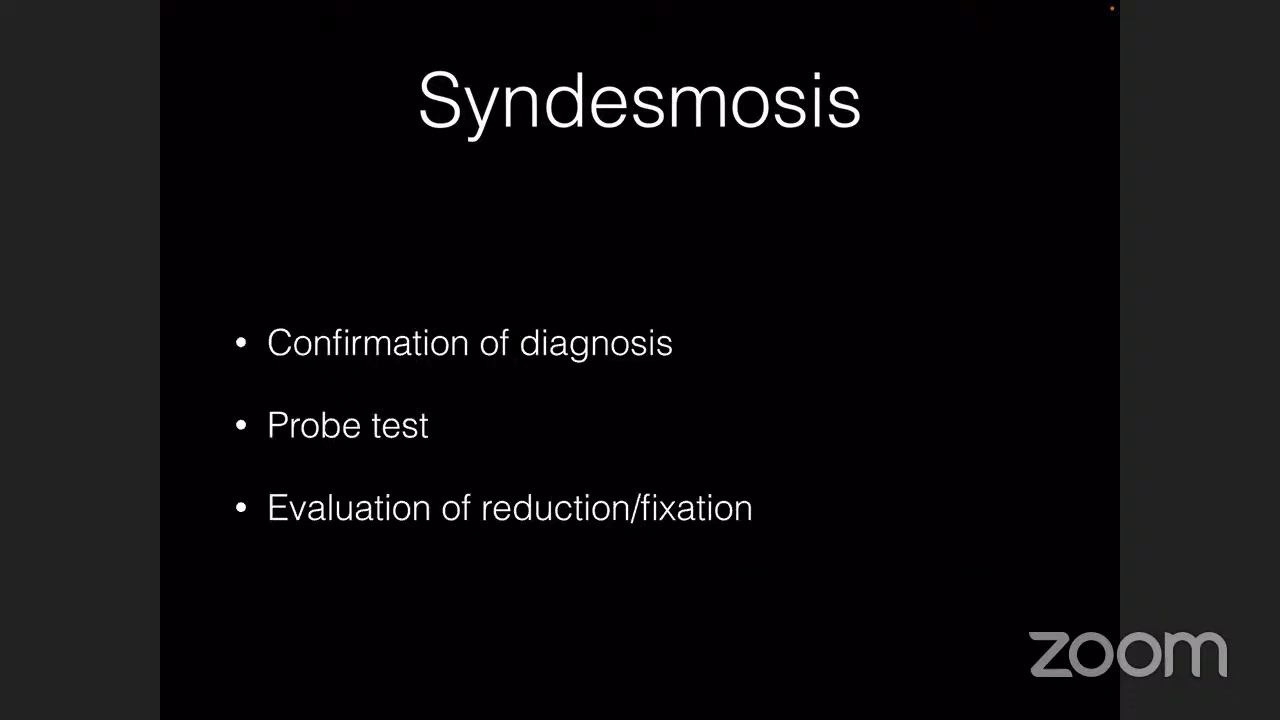 Syndesmosis
• Confirmation of diagnosis
• Probe test
• Evaluation of reduction/fixation
zoom